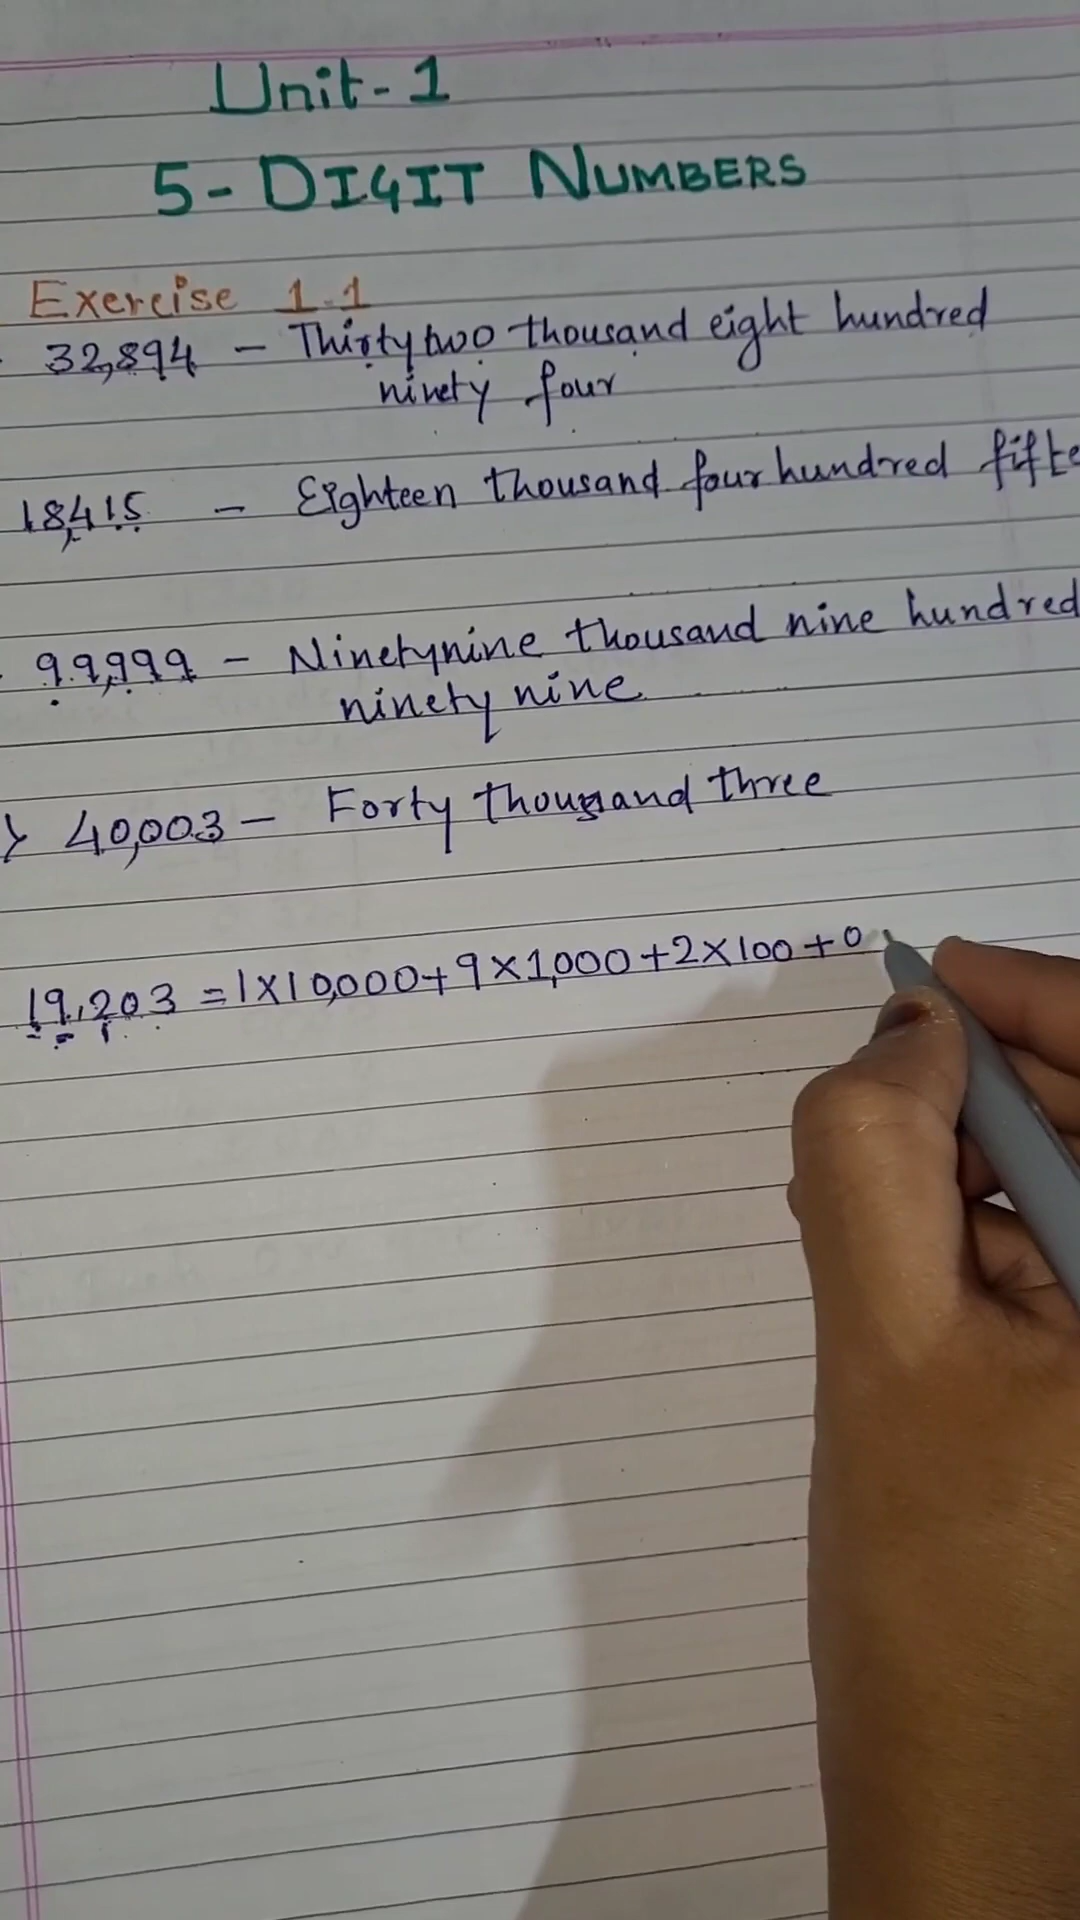 Unit-1
5-DIGIT NUMBERS
Exercise 1.1
32,894 - Thirtytwo thousand eight hundred
ninety four
18,415 - Eighteen thousand four hundred fifte
99,999 - Ninetynine thousand nine hundred
ninety nine
40,003 - Forty thousand three
19,203 = 1×10,000+9×1,000+2×100+0